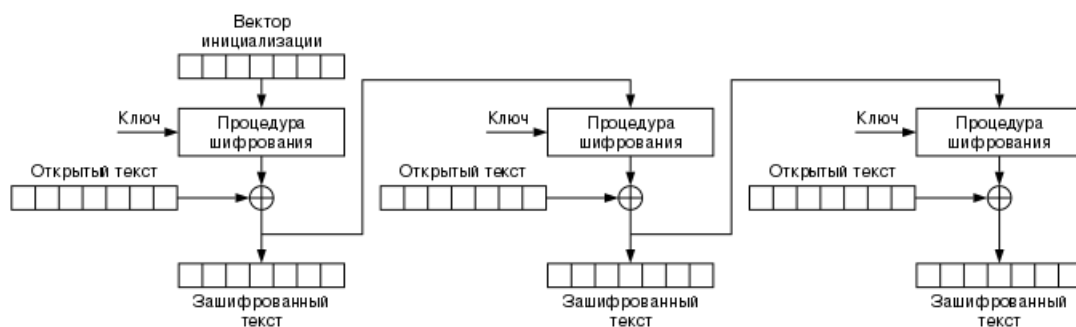 Вектор
инициализации
Ключ
Процедура
шифрования
Ключ
Процедура
шифрования
Ключ
Процедура
шифрования
Открытый текст
Открытый текст
Открытый текст
Зашифрованный
текст
Зашифрованный
текст
Зашифрованный
текст